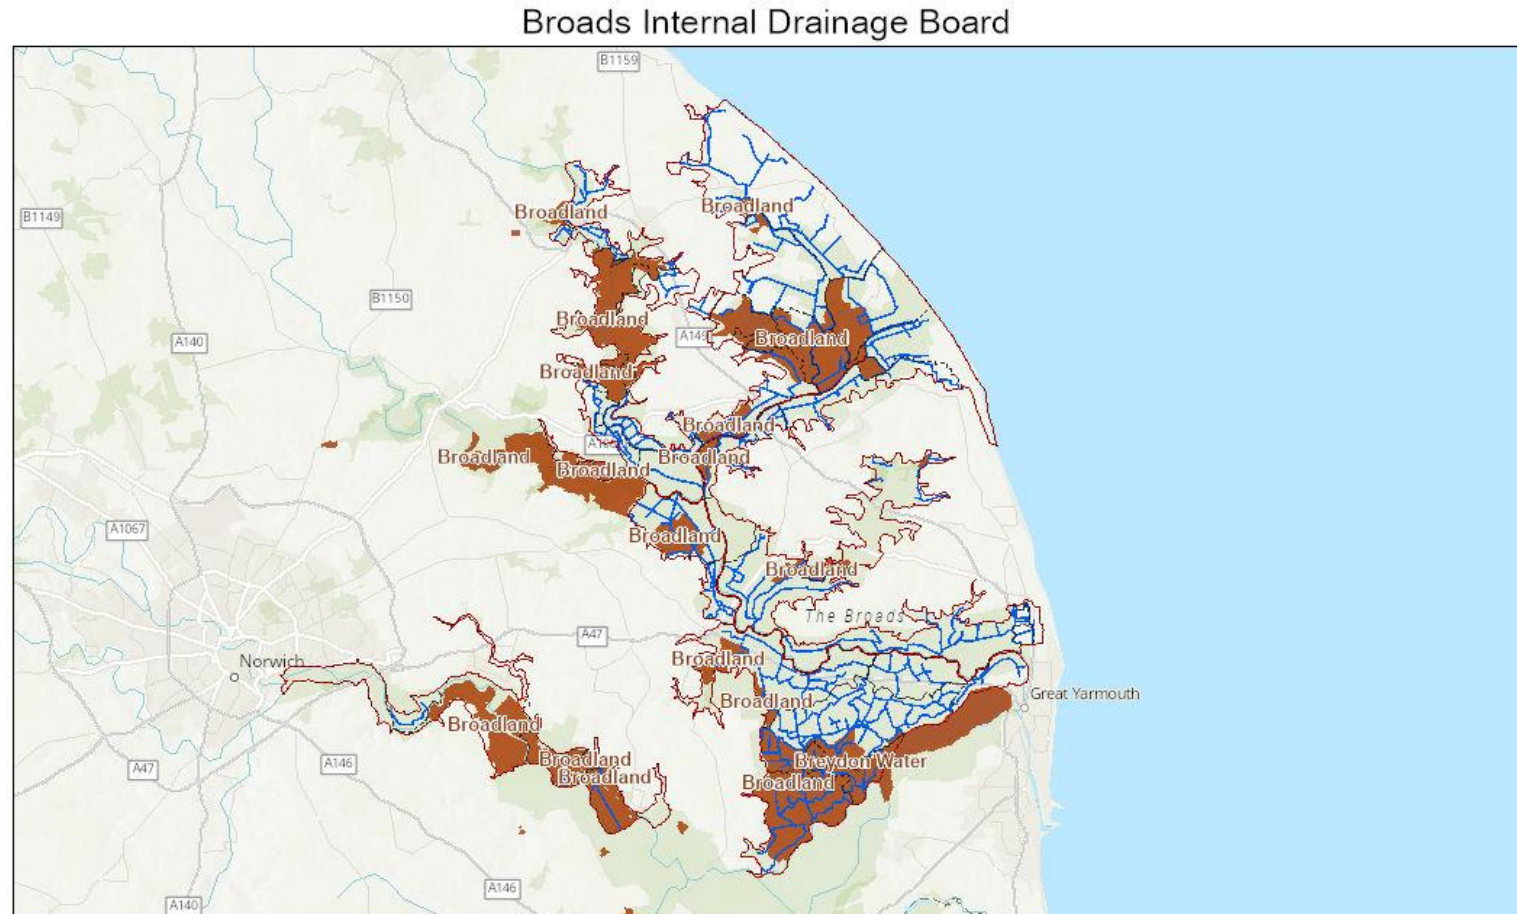 Broads Internal Drainage Board
B1159
Broadland
Broadland
B1149
B1150
Broadland
A149
Broadland
A140
Broadland
Broadland
Broadland
Broadland
Broadland
A1067
Broadland
Broadland
The Broads
A47
Broadland
Norwich
Great Yarmouth
Broadland
Broadland
Broadland
Breydon Water
A146
A47
Broadland
Broadland
A146
A140